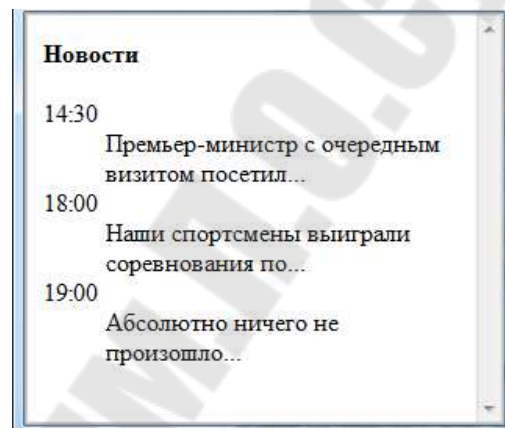 Новости
14:30
Премьер-министр с очередным
визитом посетил...
18:00
Наши спортсмены выиграли
соревнования по...
19:00
Абсолютно ничего не
произошло...